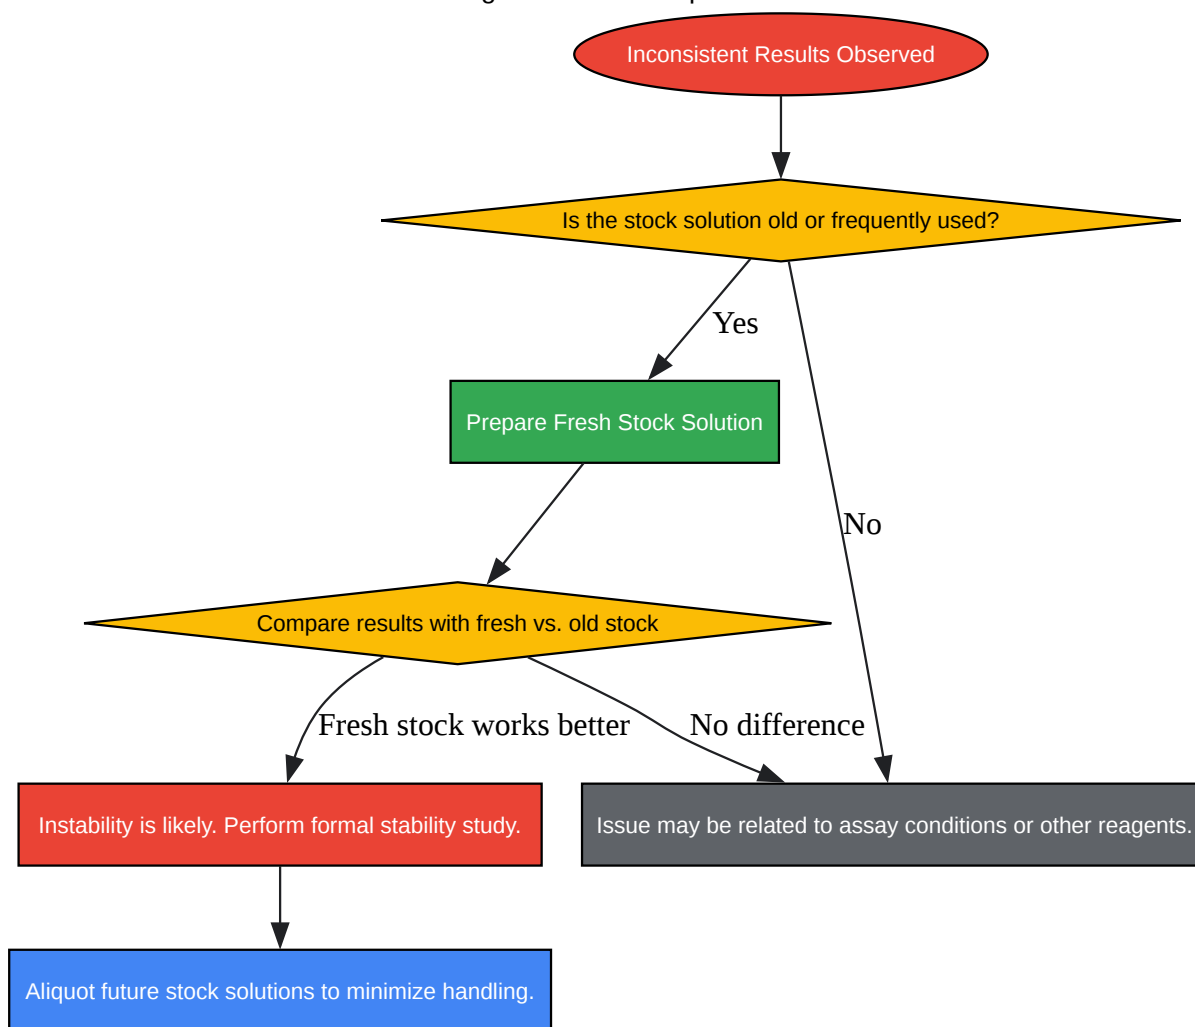 Inconsistent Results Observed
Is the stock solution old or frequently used?
Yes
Prepare Fresh Stock Solution
No
Compare results with fresh vs. old stock
Fresh stock works better
No difference
Instability is likely. Perform formal stability study.
Issue may be related to assay conditions or other reagents.
Aliquot future stock solutions to minimize handling.